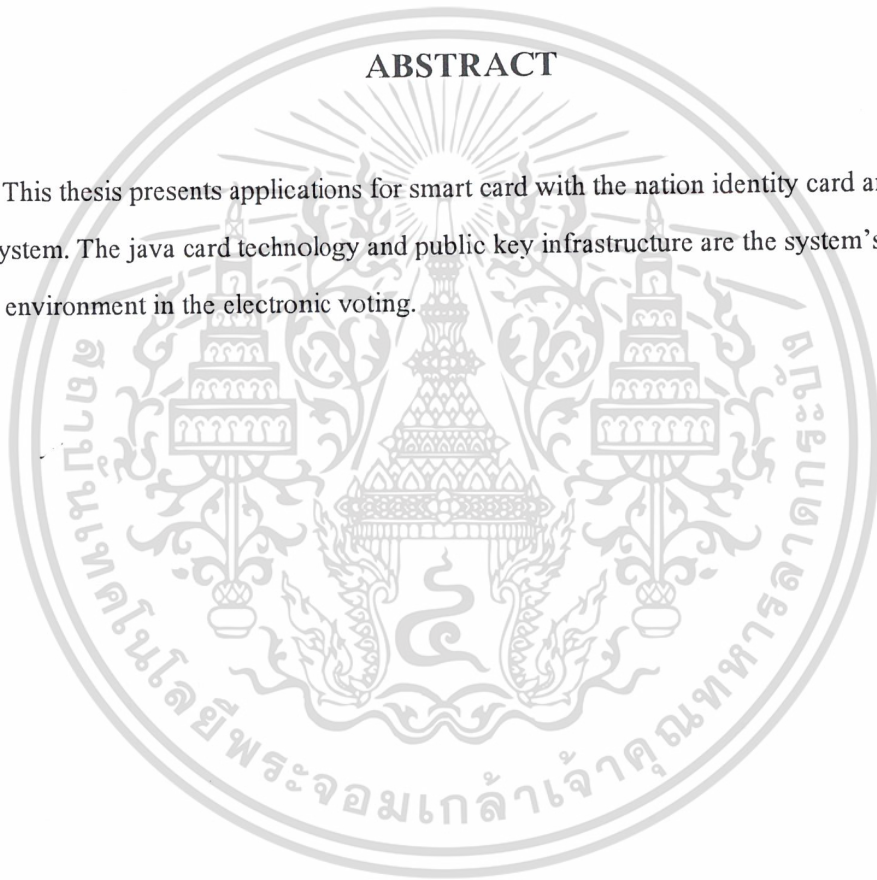 ABSTRACT
This thesis presents applications for smart card with the nation identity card
ystem. The java card technology and public key infrastructure are the system's
environment in the electronic voting.
สถาบันเทคโนโลยีพระจอมเกล้าเจ้าคุณทหารลาดกระบัง